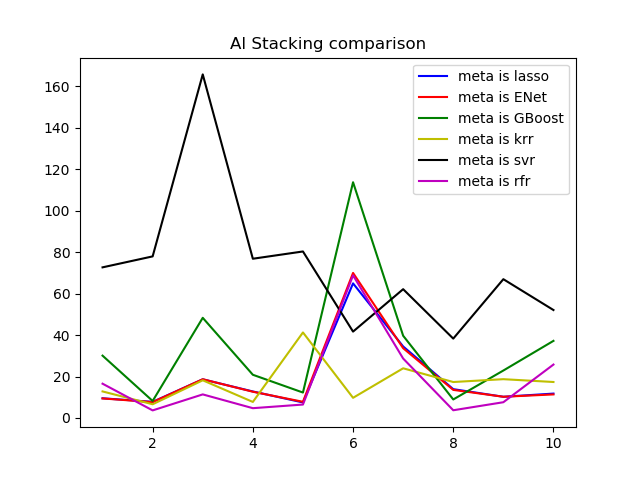 Al Stacking comparison
160
140
120
100
80
60
40
20
0
2
4
6
8
10
meta is lasso
meta is ENet
meta is GBoost
meta is krr
meta is svr
meta is rfr